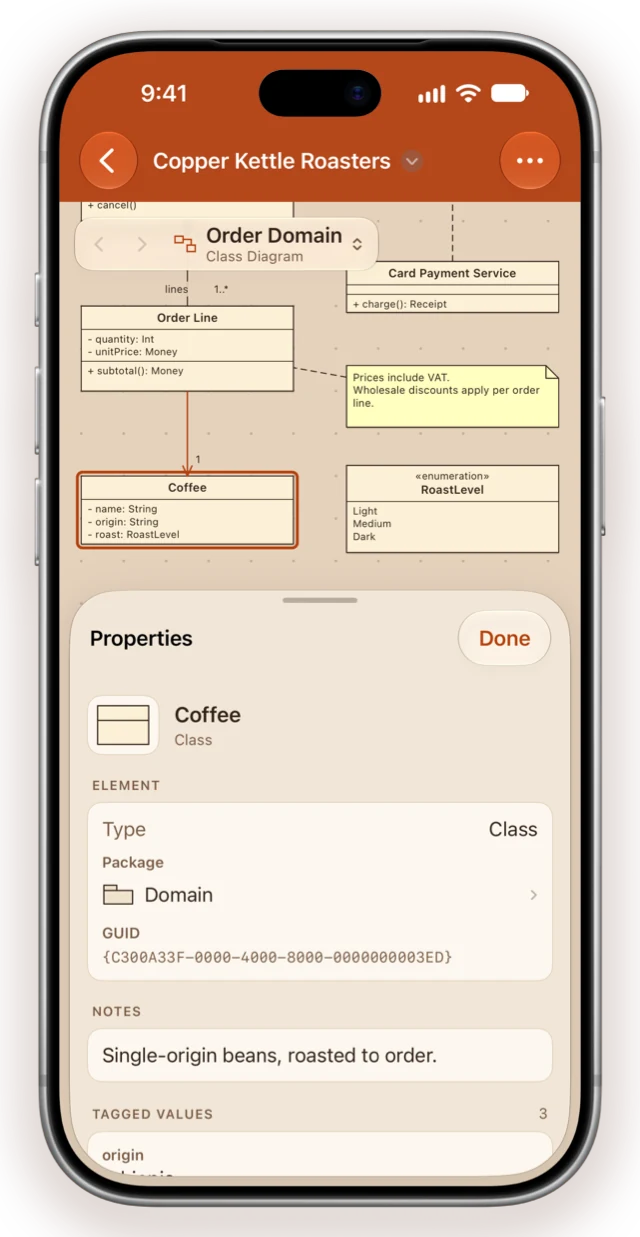 9:41
Copper Kettle Roasters
+ cancel()
Order Domain
Class Diagram
lines 1..*
Card Payment Service
+ charge(): Receipt
Order Line
- quantity: Int
- unitPrice: Money
+ subtotal(): Money
Prices include VAT.
Wholesale discounts apply per order
line.
1
Coffee
- name: String
- origin: String
- roast: RoastLevel
«enumeration»
RoastLevel
Light
Medium
Dark
Properties
Done
Coffee
Class
ELEMENT
Type Class
Package
Domain
GUID
{C300A33F-0000-4000-8000-0000000003ED}
NOTES
Single-origin beans, roasted to order.
TAGGED VALUES 3
origin